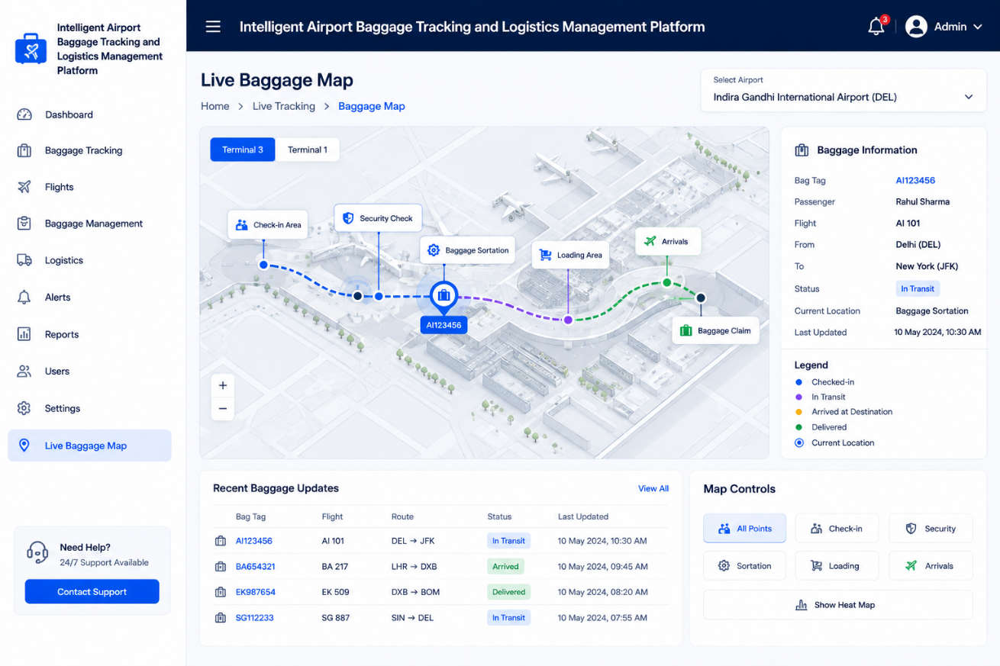 Intelligent Airport
Baggage Tracking and
Logistics Management
Platform
Dashboard
Baggage Tracking
Flights
Baggage Management
Logistics
Alerts
Reports
Users
Settings
Live Baggage Map
Need Help?
24/7 Support Available
Contact Support
Intelligent Airport Baggage Tracking and Logistics Management Platform
3
Admin
Live Baggage Map
Home > Live Tracking > Baggage Map
Select Airport
Indira Gandhi International Airport (DEL)
Terminal 3
Terminal 1
Check-in Area
Security Check
Baggage Sortation
Loading Area
Arrivals
AI123456
Baggage Claim
+
−
Baggage Information
Bag Tag AI123456
Passenger Rahul Sharma
Flight AI 101
From Delhi (DEL)
To New York (JFK)
Status In Transit
Current Location Baggage Sortation
Last Updated 10 May 2024, 10:30 AM
Legend
Checked-in
In Transit
Arrived at Destination
Delivered
Current Location
Recent Baggage Updates
View All
Bag Tag Flight Route Status Last Updated
AI123456 AI 101 DEL → JFK In Transit 10 May 2024, 10:30 AM
BA654321 BA 217 LHR → DXB Arrived 10 May 2024, 09:45 AM
EK987654 EK 509 DXB → BOM Delivered 10 May 2024, 08:20 AM
SG112233 SG 887 SIN → DEL In Transit 10 May 2024, 07:55 AM
Map Controls
All Points
Check-in
Security
Sortation
Loading
Arrivals
Show Heat Map